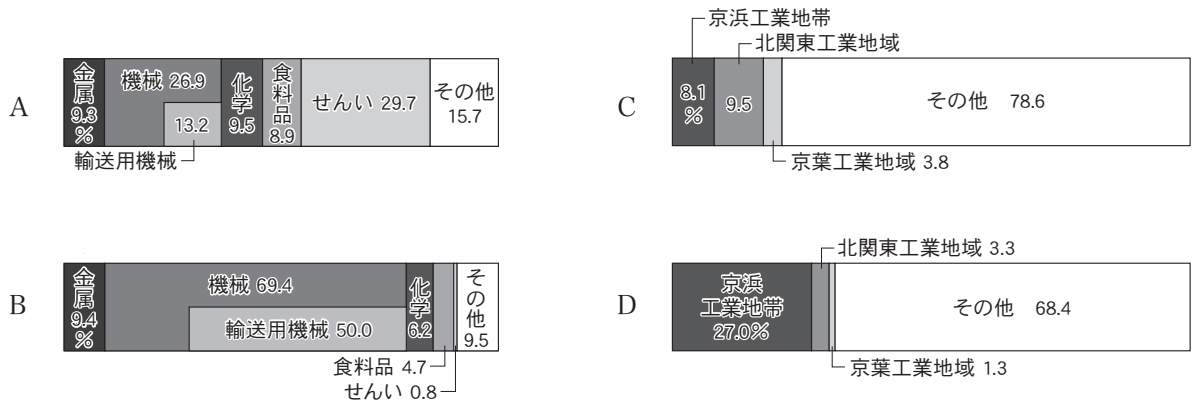 A
金属
9.3
%
機械 26.9
13.2
輸送用機械
化学
9.5
食料品
8.9
せんい 29.7
その他
15.7
B
金属
9.4
%
機械 69.4
輸送用機械 50.0
化学
6.2
食料品 4.7
せんい 0.8
その他
9.5
C
京浜工業地帯
北関東工業地域
8.1
%
9.5
京葉工業地域 3.8
その他 78.6
D
京浜
工業地帯
27.0%
北関東工業地域 3.3
京葉工業地域 1.3
その他 68.4